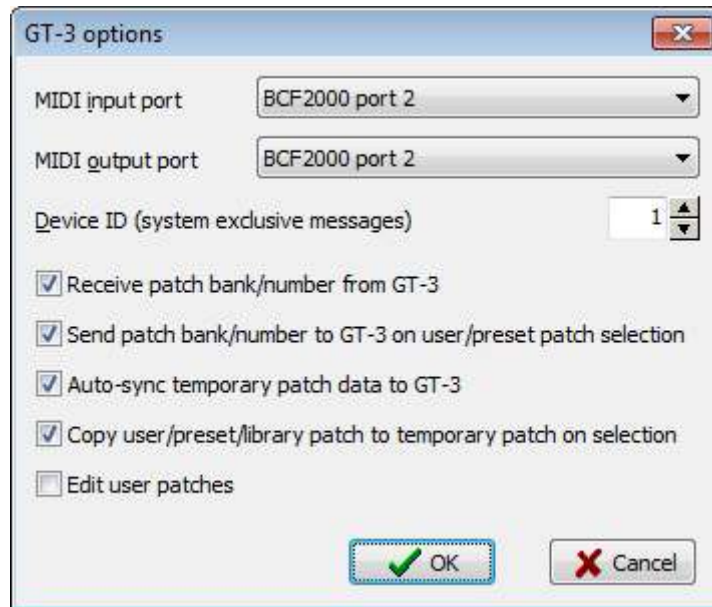 GT-3 options
MIDI input port BCF2000 port 2
MIDI output port BCF2000 port 2
Device ID (system exclusive messages) 1
Receive patch bank/number from GT-3
Send patch bank/number to GT-3 on user/preset patch selection
Auto-sync temporary patch data to GT-3
Copy user/preset/library patch to temporary patch on selection
Edit user patches
OK Cancel